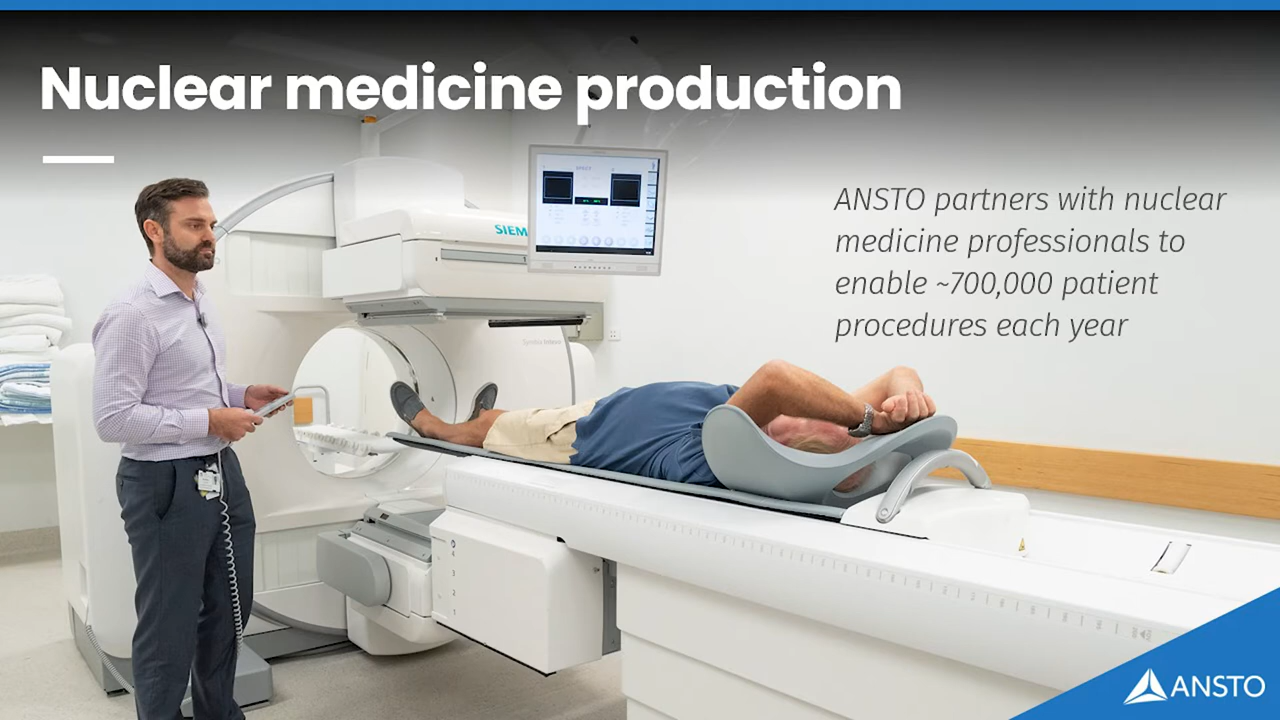 Nuclear medicine production
ANSTO partners with nuclear
medicine professionals to
enable ~700,000 patient
procedures each year
SIEM
ANSTO